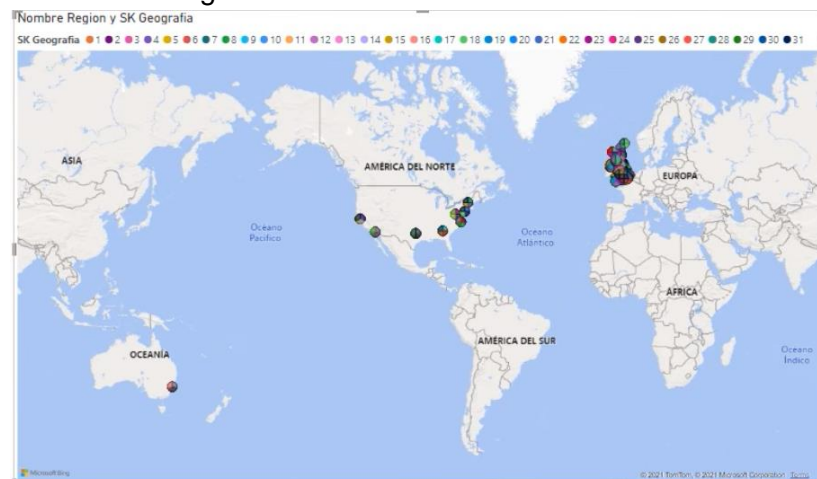 Nombre Region y SK Geografia
SK Geografia 1 2 3 4 5 6 7 8 9 10 11 12 13 14 15 16 17 18 19 20 21 22 23 24 25 26 27 28 29 30 31
ASIA
AMÉRICA DEL NORTE
EUROPA
Oceano
Pacífico
Oceano
Atlántico
ÁFRICA
OCEANÍA
AMÉRICA DEL SUR
Oceano
Índico
Microsoft Bing
© 2021 TomTom, © 2021 Microsoft Corporation Terms